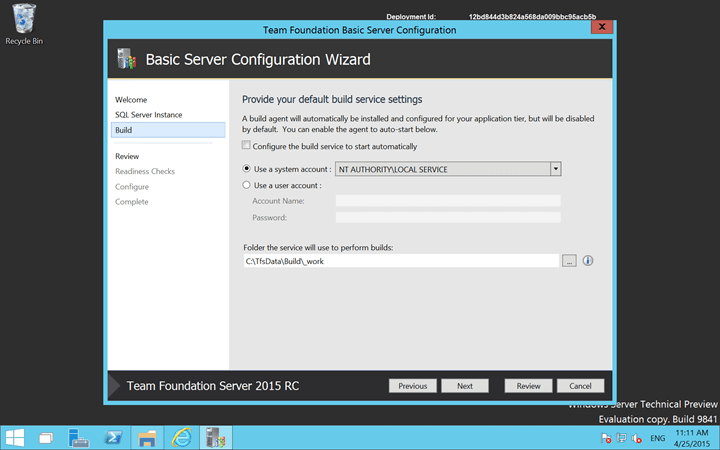 Recycle Bin
Deployment Id: 12bd844d3b824a568da009bbc95acb5b
Team Foundation Basic Server Configuration
Basic Server Configuration Wizard
Welcome
SQL Server Instance
Build
Review
Readiness Checks
Configure
Complete
Provide your default build service settings
A build agent will automatically be installed and configured for your application tier, but will be disabled
by default. You can enable the agent to auto-start below.
Configure the build service to start automatically
Use a system account :
NT AUTHORITY\LOCAL SERVICE
Use a user account :
Account Name:
Password:
Folder the service will use to perform builds:
C:\TfsData\Build\_work
...
Team Foundation Server 2015 RC
Previous
Next
Review
Cancel
Windows Server Technical Preview
Evaluation copy. Build 9841
ENG
11:11 AM
4/25/2015